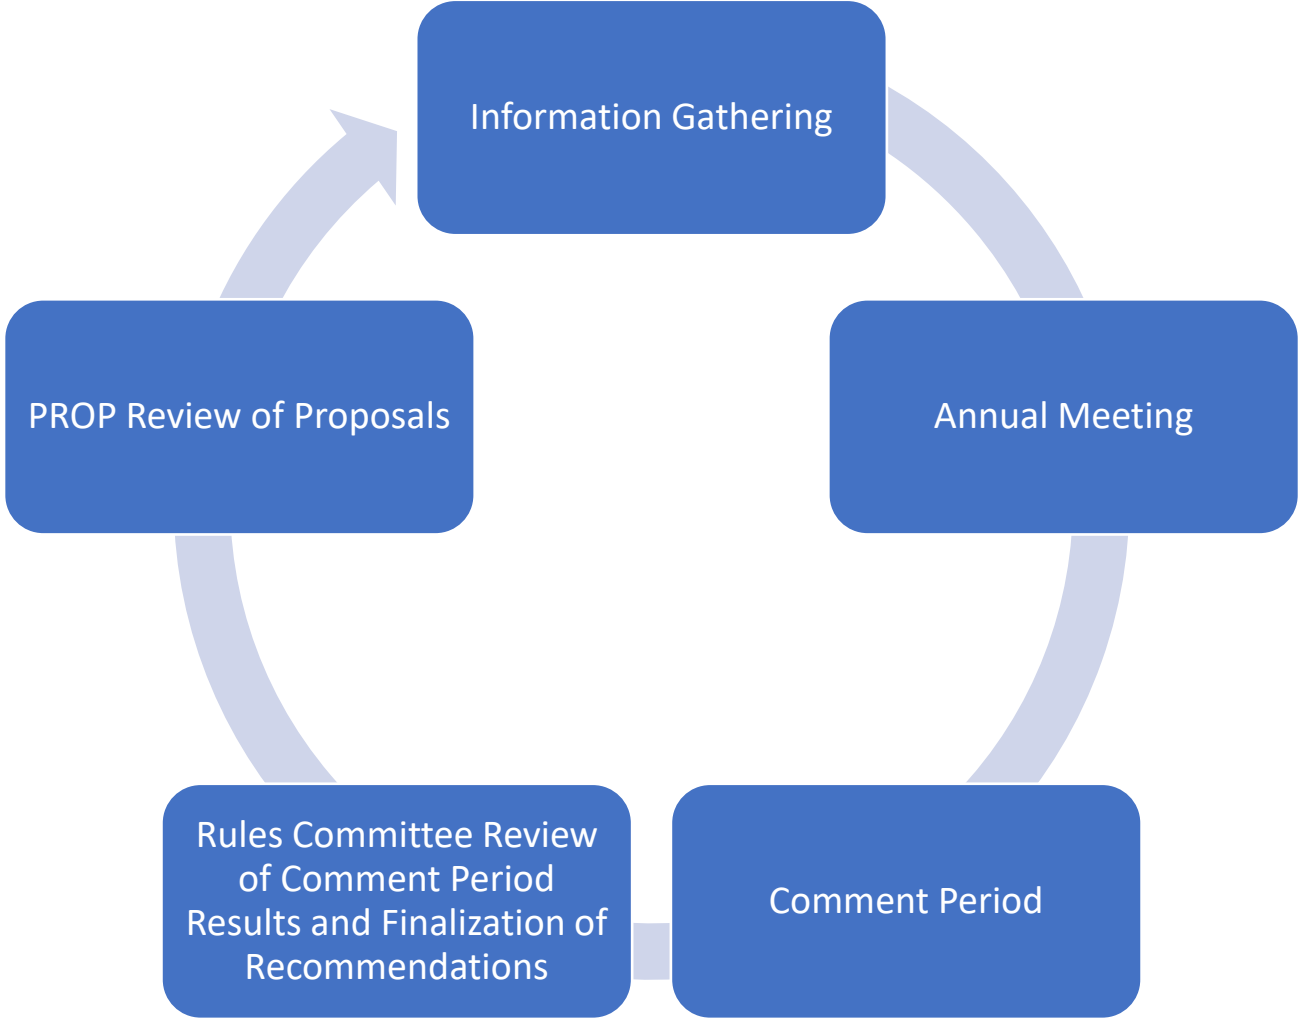 Information Gathering
Annual Meeting
Comment Period
Rules Committee Review
of Comment Period
Results and Finalization of
Recommendations
PROP Review of Proposals